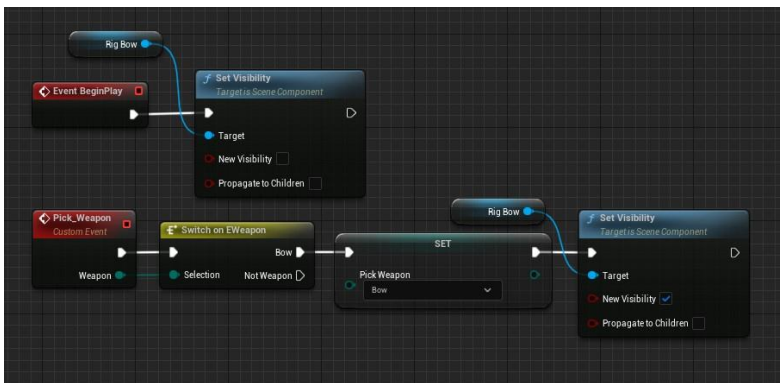 Rig Bow
Event BeginPlay
f Set Visibility
Target is Scene Component
Target
New Visibility
Propagate to Children
Pick_Weapon
Custom Event
Weapon
Switch on EWeapon
Bow
Selection
Not Weapon
SET
Pick Weapon
Bow
Rig Bow
f Set Visibility
Target is Scene Component
Target
New Visibility
Propagate to Children